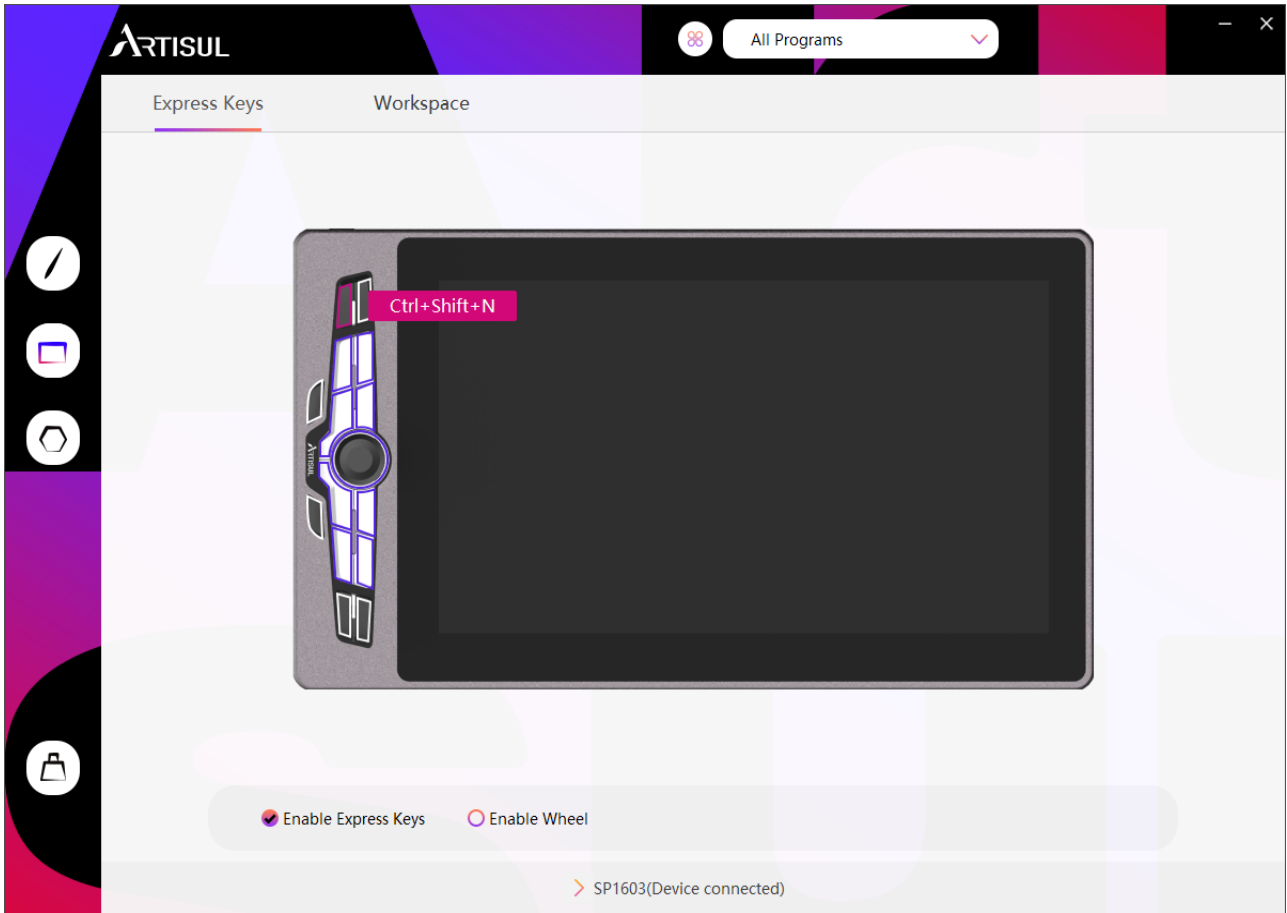 ARTISUL
All Programs
Express Keys
Workspace
Ctrl+Shift+N
ARTISUL
Enable Express Keys
Enable Wheel
SP1603(Device connected)